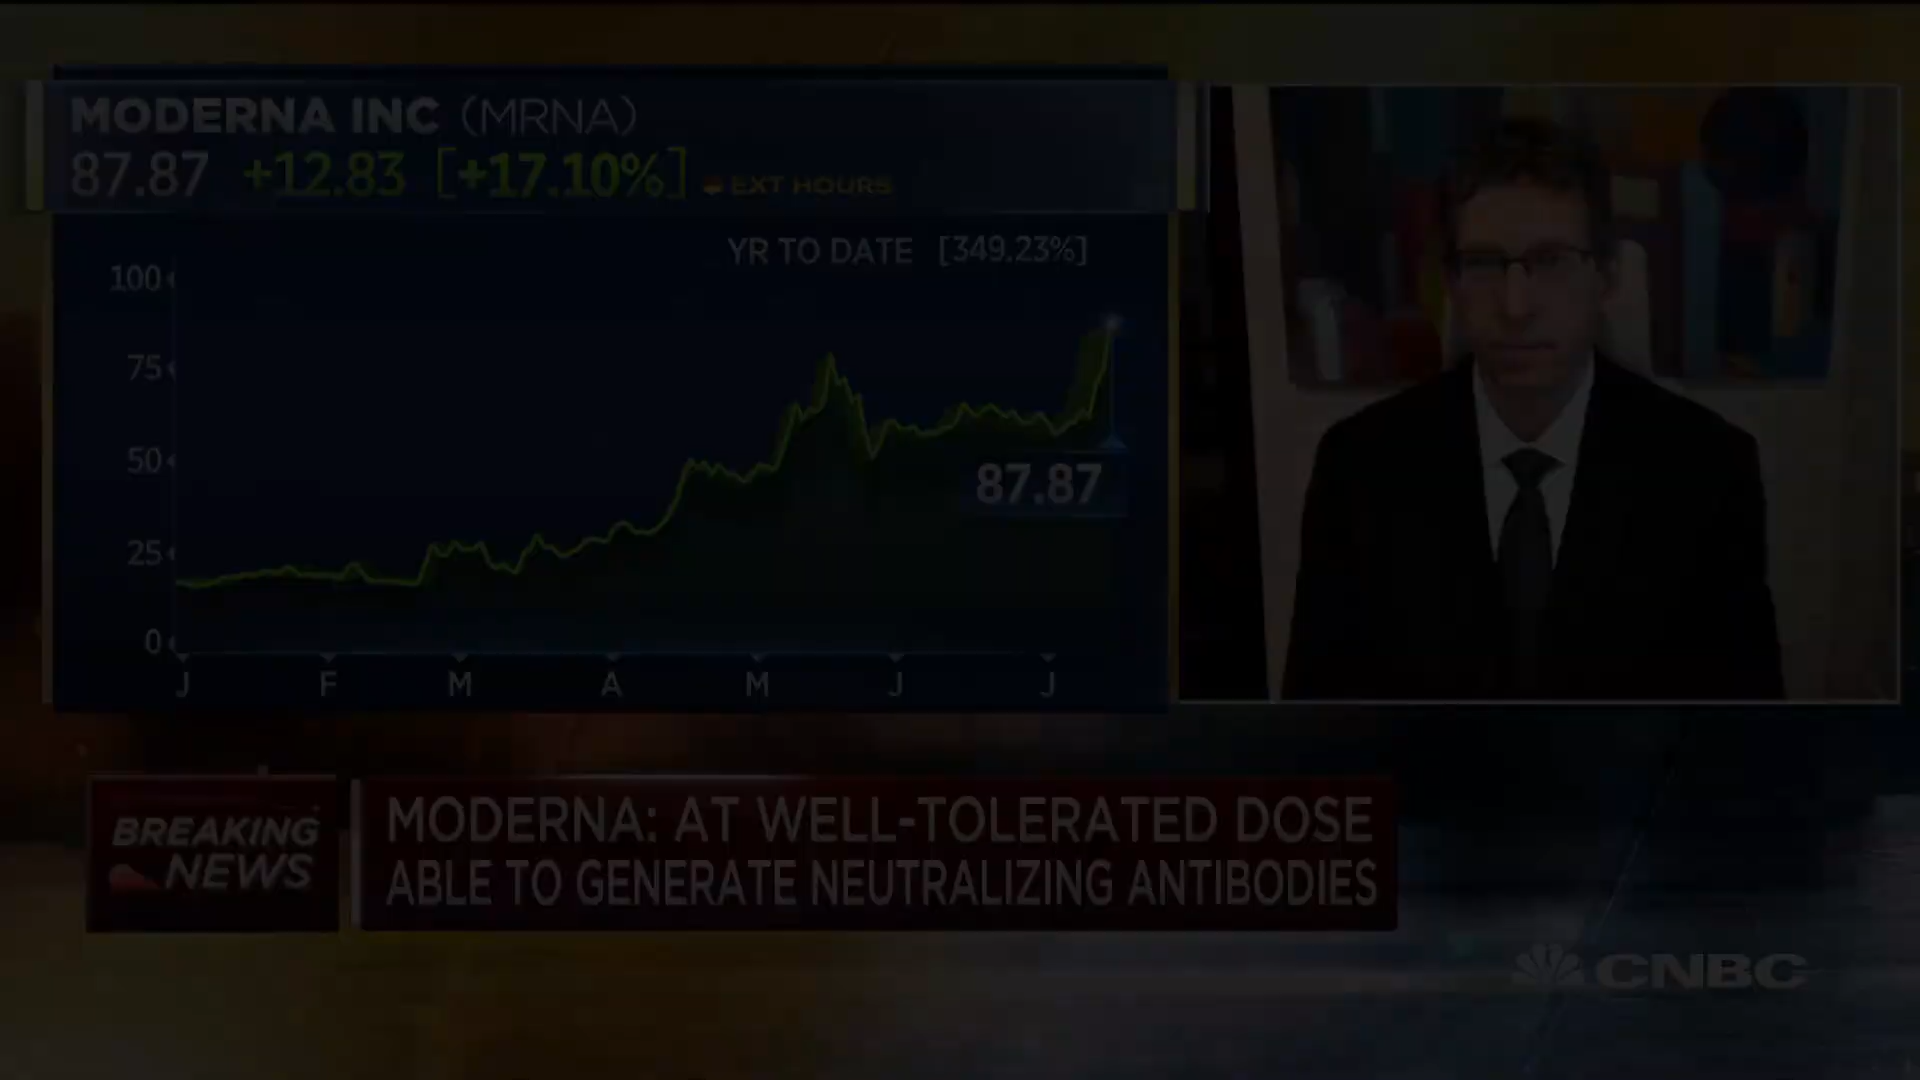 MODERNA INC (MRNA)
87.87 +12.83 [+17.10%] EXT HOURS
YR TO DATE [349.23%]
100
75
50
25
0
87.87
J F M A M J J
BREAKING
NEWS
MODERNA: AT WELL-TOLERATED DOSE
ABLE TO GENERATE NEUTRALIZING ANTIBODIES
CNBC